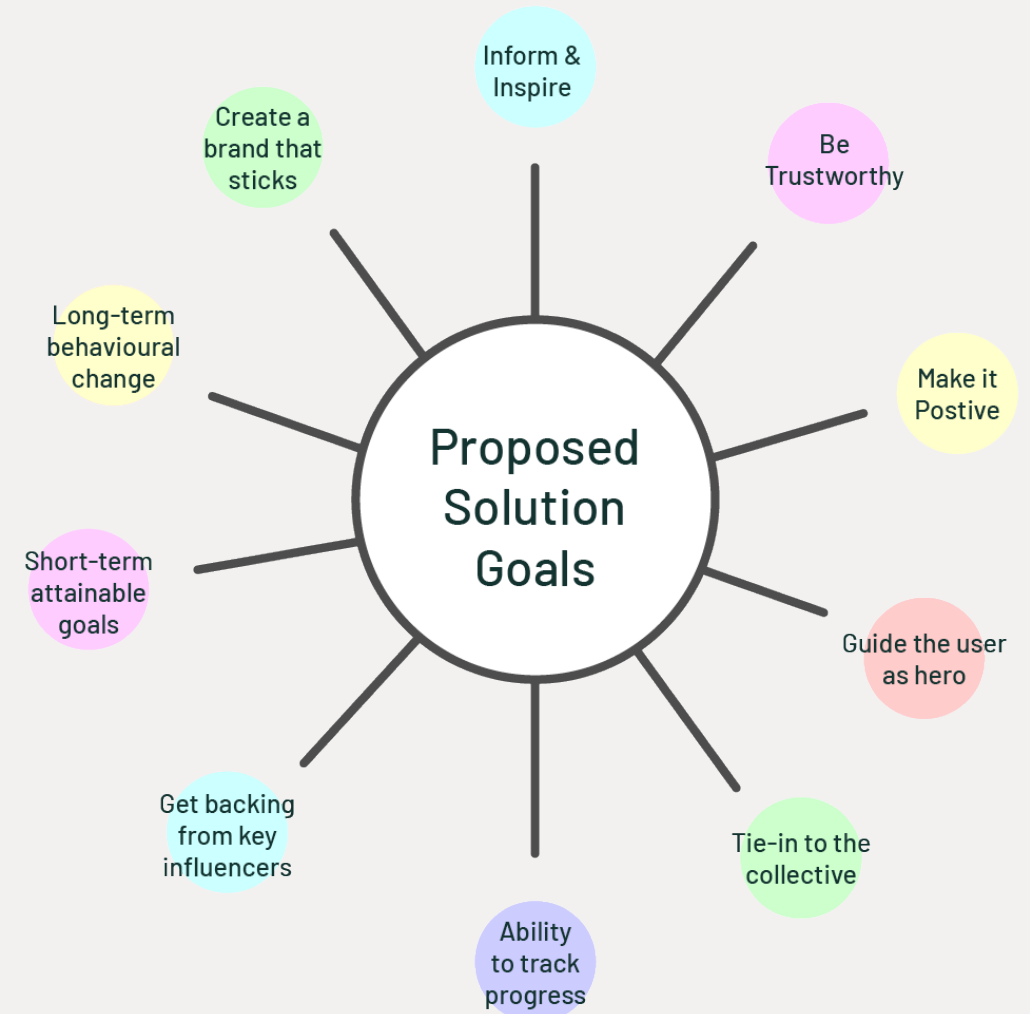 Inform &
Inspire
Create a
brand that
sticks
Be
Trustworthy
Long-term
behavioural
change
Make it
Postive
Proposed
Solution
Goals
Short-term
attainable
goals
Guide the user
as hero
Get backing
from key
influencers
Tie-in to the
collective
Ability
to track
progress